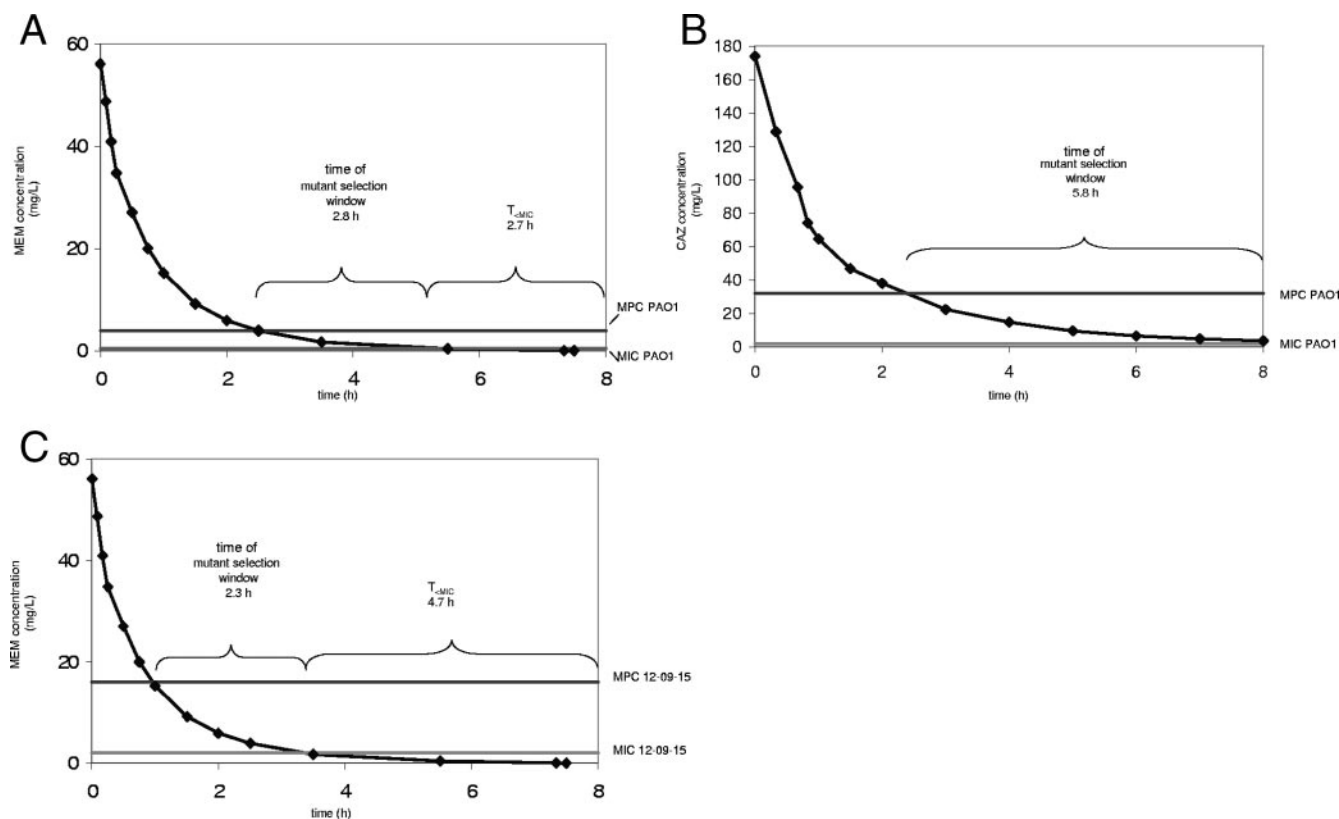 A
60
40
20
0
MEM concentration
(mg/L)
time of
mutant selection
window
2.8 h
T<MIC
2.7 h
MPC PAO1
MIC PAO1
0
2
4
6
8
time (h)
B
180
160
140
120
100
80
60
40
20
0
CAZ concentration
(mg/L)
time of
mutant selection
window
5.8 h
MPC PAO1
MIC PAO1
0
2
4
6
8
time (h)
C
60
40
20
0
MEM concentration
(mg/L)
time of
mutant selection
window
2.3 h
T<MIC
4.7 h
MPC 12-09-15
MIC 12-09-15
0
2
4
6
8
time (h)